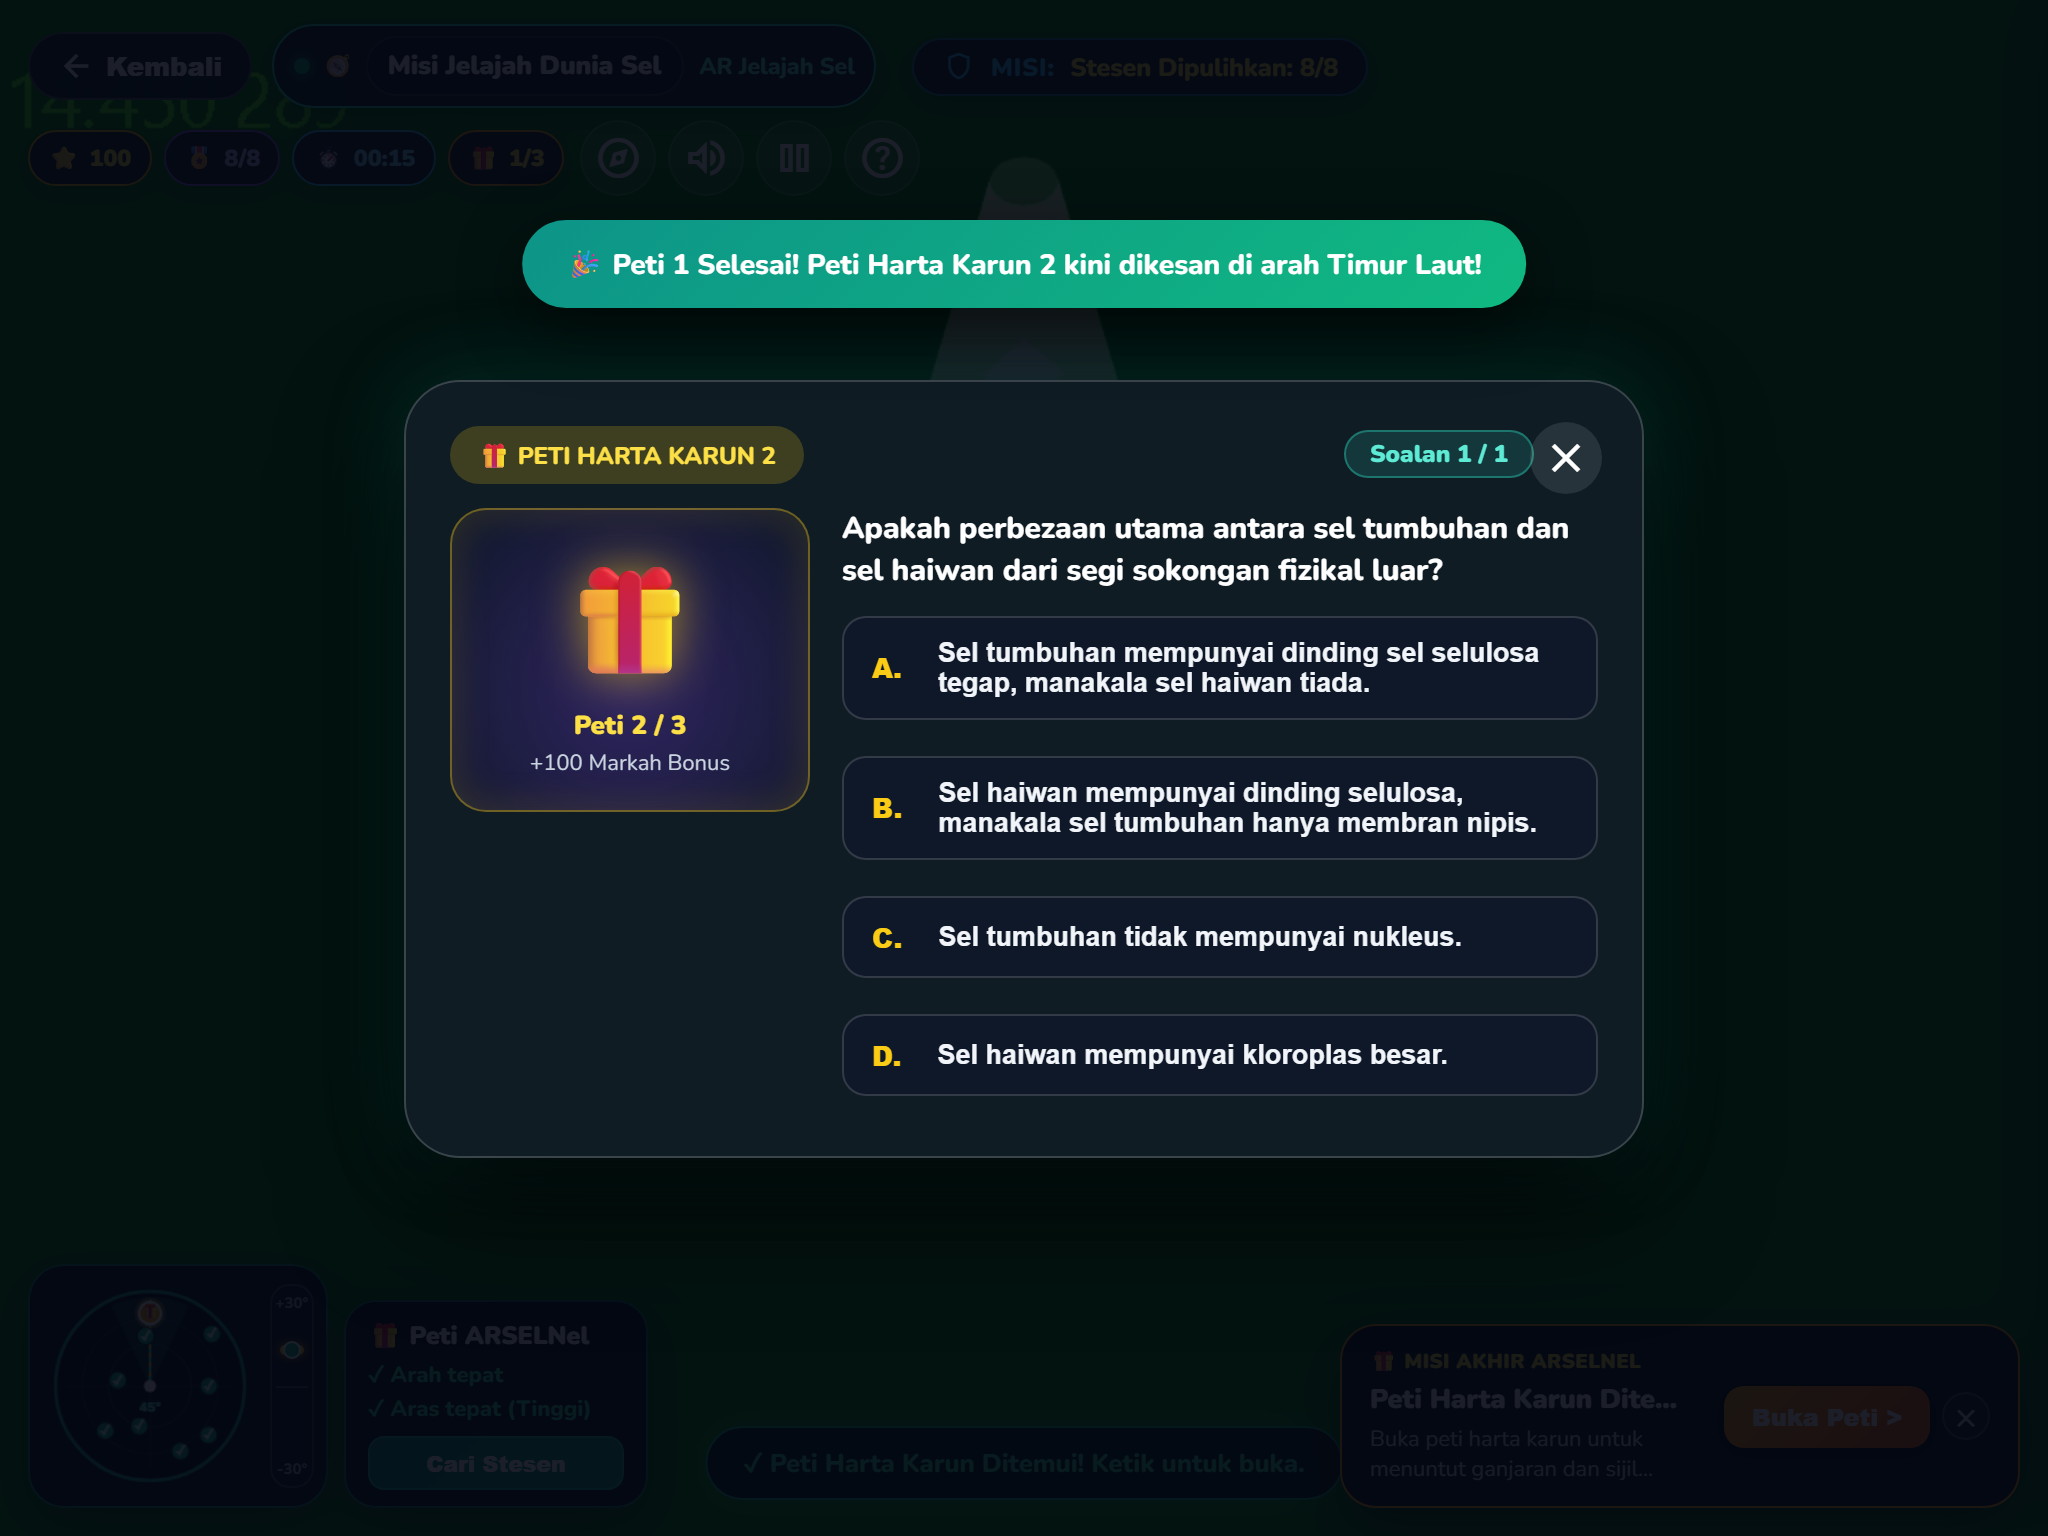 Kembali
Misi Jelajah Dunia Sel
AR Jelajah Sel
MISI: Stesen Dipulihkan: 8/8
100
8/8
00:15
1/3
Peti 1 Selesai! Peti Harta Karun 2 kini dikesan di arah Timur Laut!
PETI HARTA KARUN 2
Soalan 1 / 1
Peti 2 / 3
+100 Markah Bonus
Apakah perbezaan utama antara sel tumbuhan dan
sel haiwan dari segi sokongan fizikal luar?
A. Sel tumbuhan mempunyai dinding sel selulosa
tegap, manakala sel haiwan tiada.
B. Sel haiwan mempunyai dinding selulosa,
manakala sel tumbuhan hanya membran nipis.
C. Sel tumbuhan tidak mempunyai nukleus.
D. Sel haiwan mempunyai kloroplas besar.
45°
+30°
-30°
Peti ARSELNel
✓ Arah tepat
✓ Aras tepat (Tinggi)
Cari Stesen
✓ Peti Harta Karun Ditemui! Ketik untuk buka.
MISI AKHIR ARSELNEL
Peti Harta Karun Dite...
Buka peti harta karun untuk
menuntut ganjaran dan sijil...
Buka Peti >